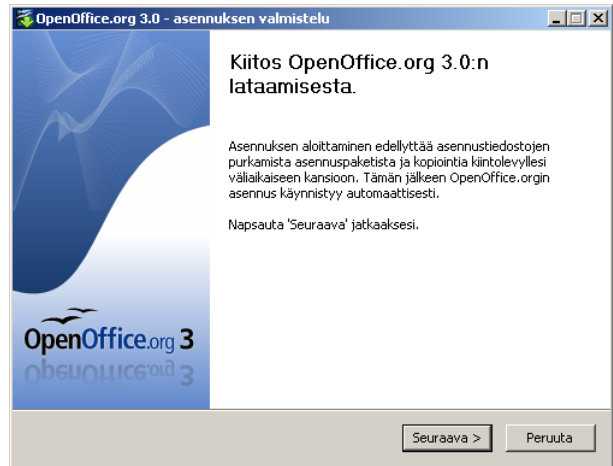 OpenOffice.org 3.0 - asennuksen valmistelu
Kiitos OpenOffice.org 3.0:n
lataamisesta.
Asennuksen aloittaminen edellyttää asennustiedostojen
purkamista asennuspaketista ja kopiointia kiintolevyllesi
väliaikaiseen kansioon. Tämän jälkeen OpenOffice.orgin
asennus käynnistyy automaattisesti.
Napsauta 'Seuraava' jatkaaksesi.
OpenOffice.org 3
Seuraava >
Peruuta